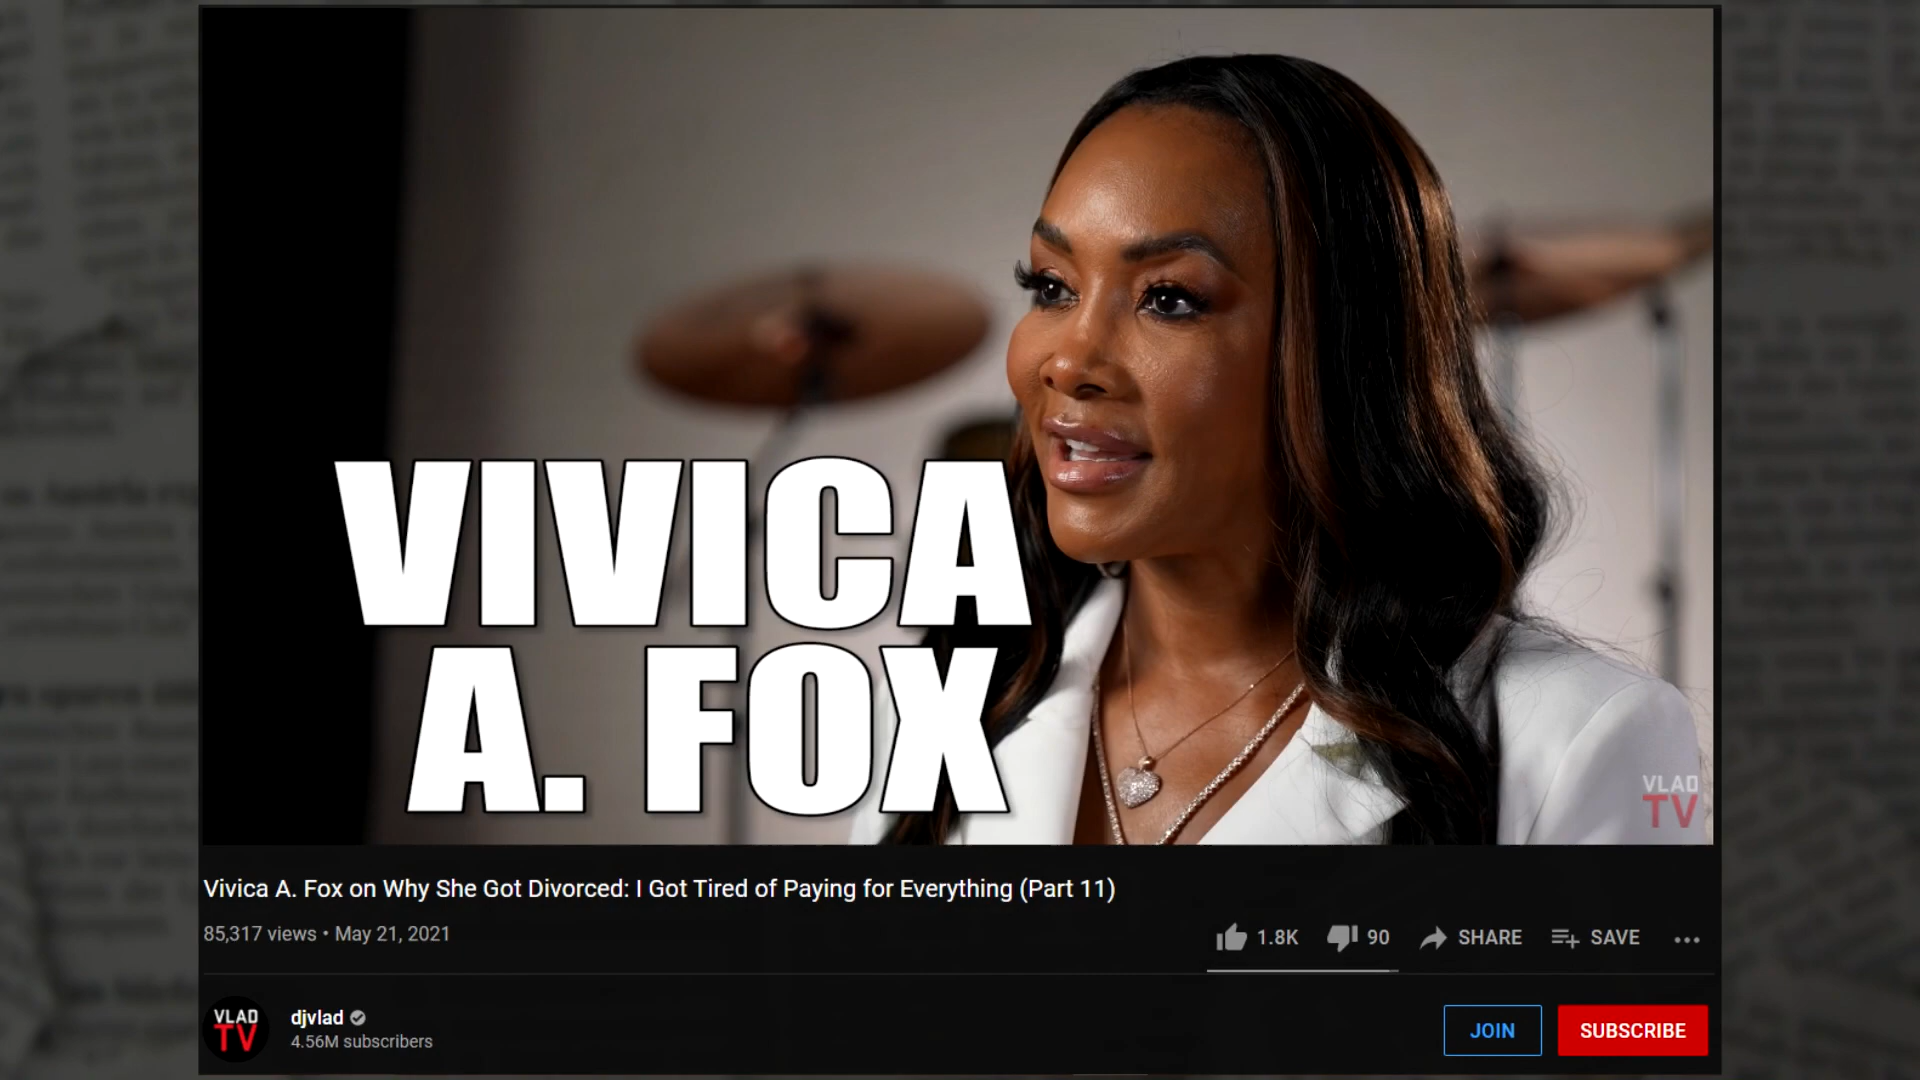 VIVICA
A. FOX
VLAD
TV
Vivica A. Fox on Why She Got Divorced: I Got Tired of Paying for Everything (Part 11)
85,317 views • May 21, 2021
1.8K
90
SHARE
SAVE
VLAD
TV
djvlad
4.56M subscribers
JOIN
SUBSCRIBE